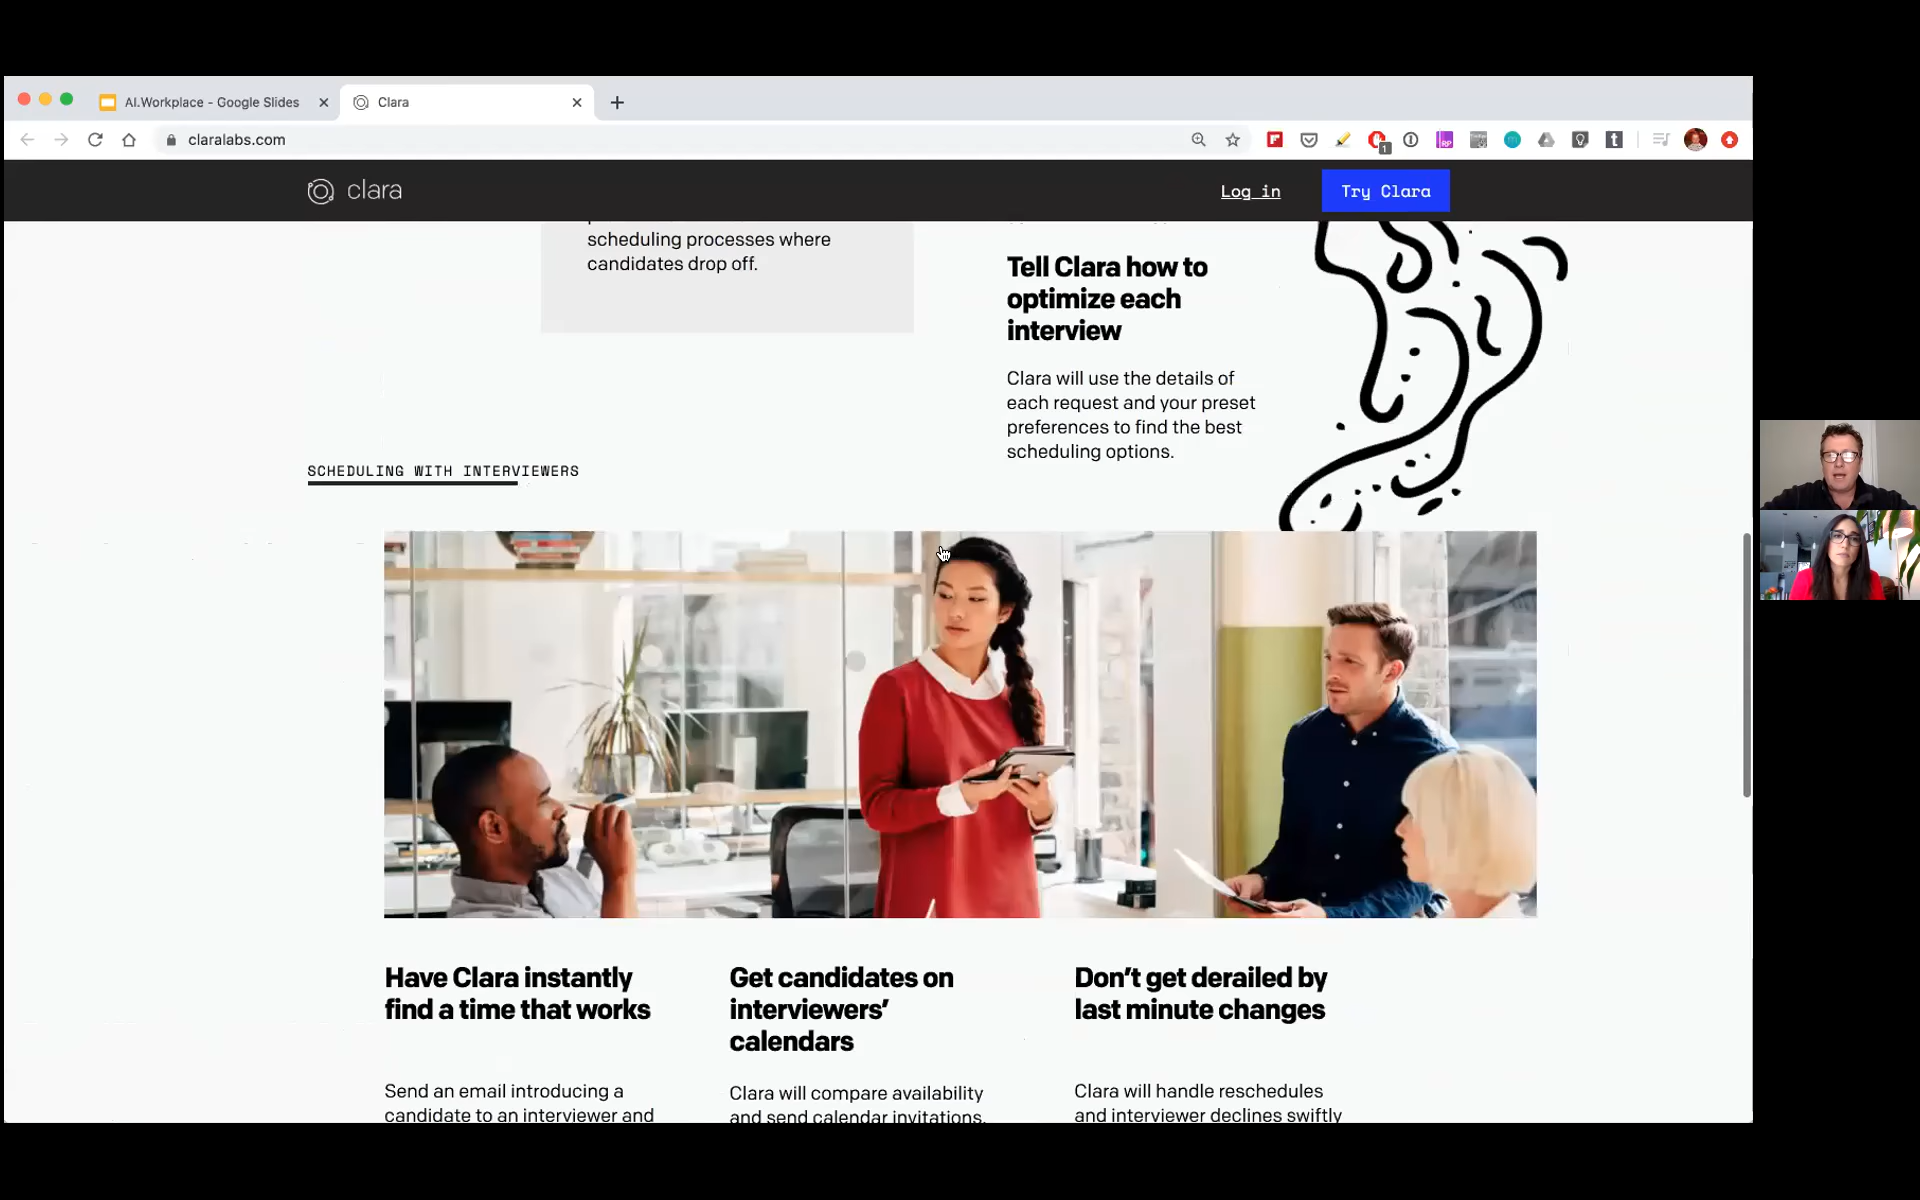 AI.Workplace - Google Slides
Clara
claralabs.com
1
RP
t
clara
Log in
Try Clara
scheduling processes where
candidates drop off.
Tell Clara how to
optimize each
interview
Clara will use the details of
each request and your preset
preferences to find the best
scheduling options.
SCHEDULING WITH INTERVIEWERS
Have Clara instantly
find a time that works
Get candidates on
interviewers’
calendars
Don’t get derailed by
last minute changes
Send an email introducing a
candidate to an interviewer and
Clara will compare availability
and send calendar invitations.
Clara will handle reschedules
and interviewer declines swiftly